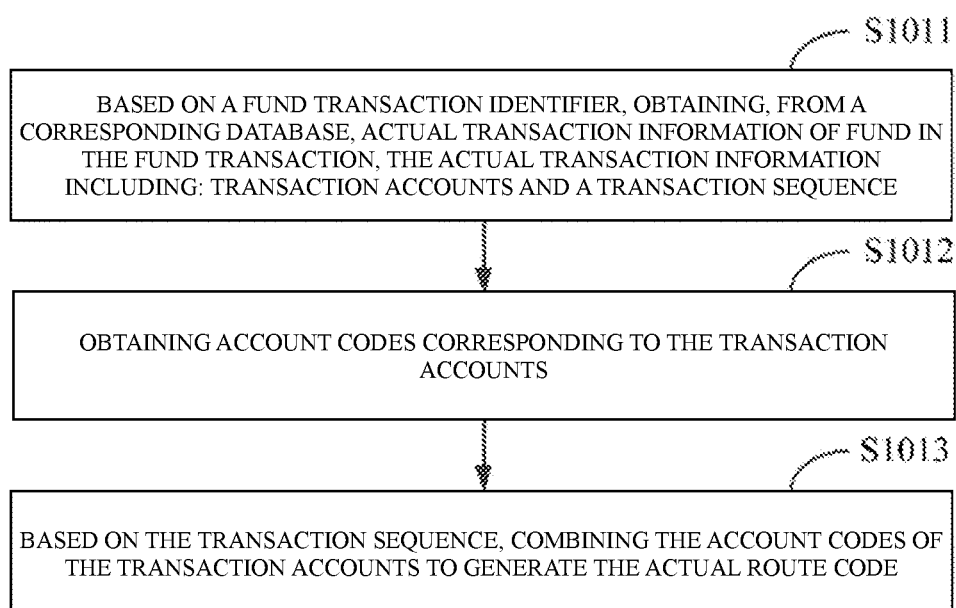 S1011
BASED ON A FUND TRANSACTION IDENTIFIER, OBTAINING, FROM A
CORRESPONDING DATABASE, ACTUAL TRANSACTION INFORMATION OF FUND IN
THE FUND TRANSACTION, THE ACTUAL TRANSACTION INFORMATION
INCLUDING: TRANSACTION ACCOUNTS AND A TRANSACTION SEQUENCE
S1012
OBTAINING ACCOUNT CODES CORRESPONDING TO THE TRANSACTION
ACCOUNTS
S1013
BASED ON THE TRANSACTION SEQUENCE, COMBINING THE ACCOUNT CODES OF
THE TRANSACTION ACCOUNTS TO GENERATE THE ACTUAL ROUTE CODE